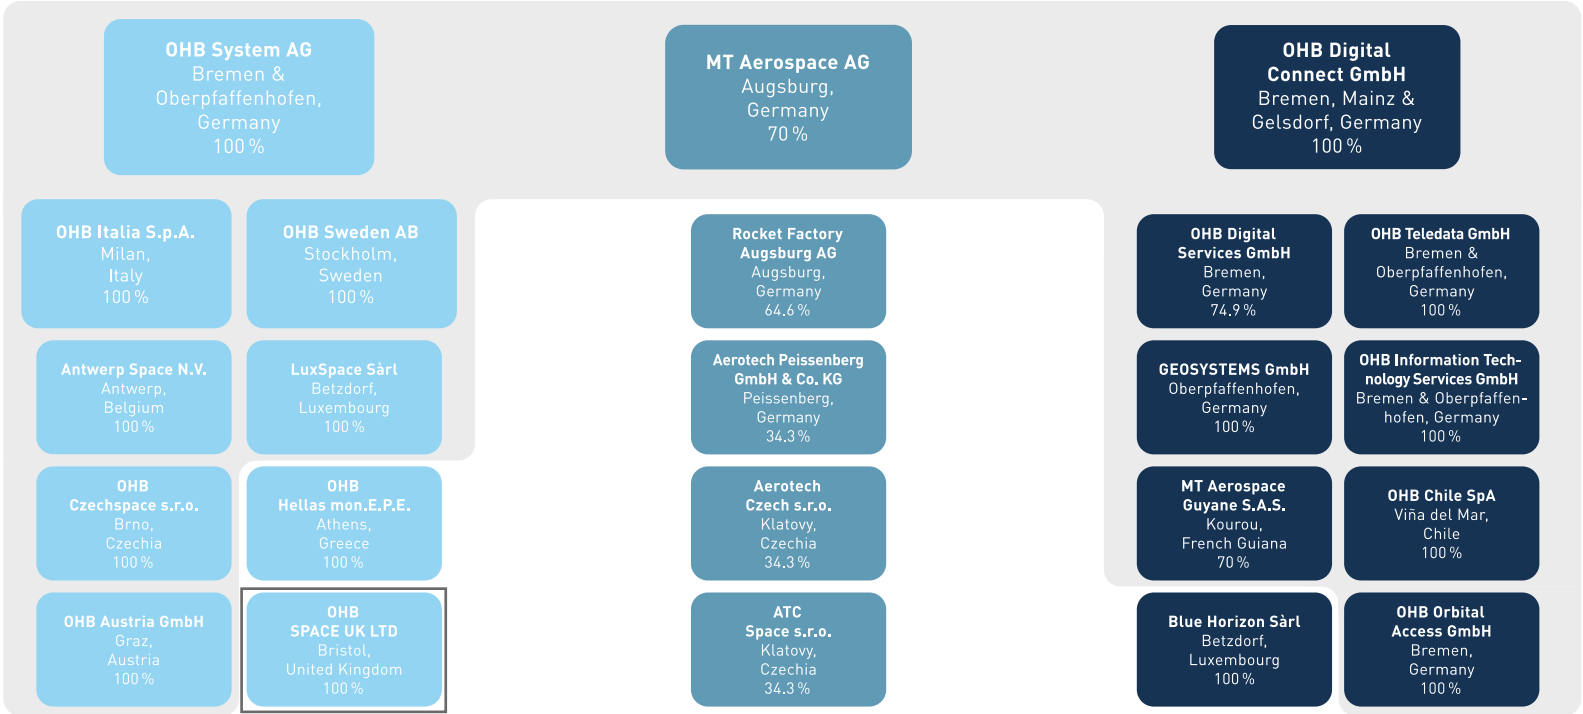 OHB System AG
Bremen &
Oberpfaffenhofen,
Germany
100 %
MT Aerospace AG
Augsburg,
Germany
70 %
OHB Digital
Connect GmbH
Bremen, Mainz &
Gelsdorf, Germany
100 %
OHB Italia S.p.A.
Milan,
Italy
100 %
OHB Sweden AB
Stockholm,
Sweden
100 %
Rocket Factory
Augsburg AG
Augsburg,
Germany
64.6 %
OHB Digital
Services GmbH
Bremen,
Germany
74.9 %
OHB Teledata GmbH
Bremen &
Oberpfaffenhofen,
Germany
100 %
Antwerp Space N.V.
Antwerp,
Belgium
100 %
LuxSpace Sàrl
Betzdorf,
Luxembourg
100 %
Aerotech Peissenberg
GmbH & Co. KG
Peissenberg,
Germany
34.3 %
GEOSYSTEMS GmbH
Oberpfaffenhofen,
Germany
100 %
OHB Information Tech-
nology Services GmbH
Bremen & Oberpfaffen-
hofen, Germany
100 %
OHB
Czechspace s.r.o.
Brno,
Czechia
100 %
OHB
Hellas mon.E.P.E.
Athens,
Greece
100 %
Aerotech
Czech s.r.o.
Klatovy,
Czechia
34.3 %
MT Aerospace
Guyane S.A.S.
Kourou,
French Guiana
70 %
OHB Chile SpA
Viña del Mar,
Chile
100 %
OHB Austria GmbH
Graz,
Austria
100 %
OHB
SPACE UK LTD
Bristol,
United Kingdom
100 %
ATC
Space s.r.o.
Klatovy,
Czechia
34.3 %
Blue Horizon Sàrl
Betzdorf,
Luxembourg
100 %
OHB Orbital
Access GmbH
Bremen,
Germany
100 %